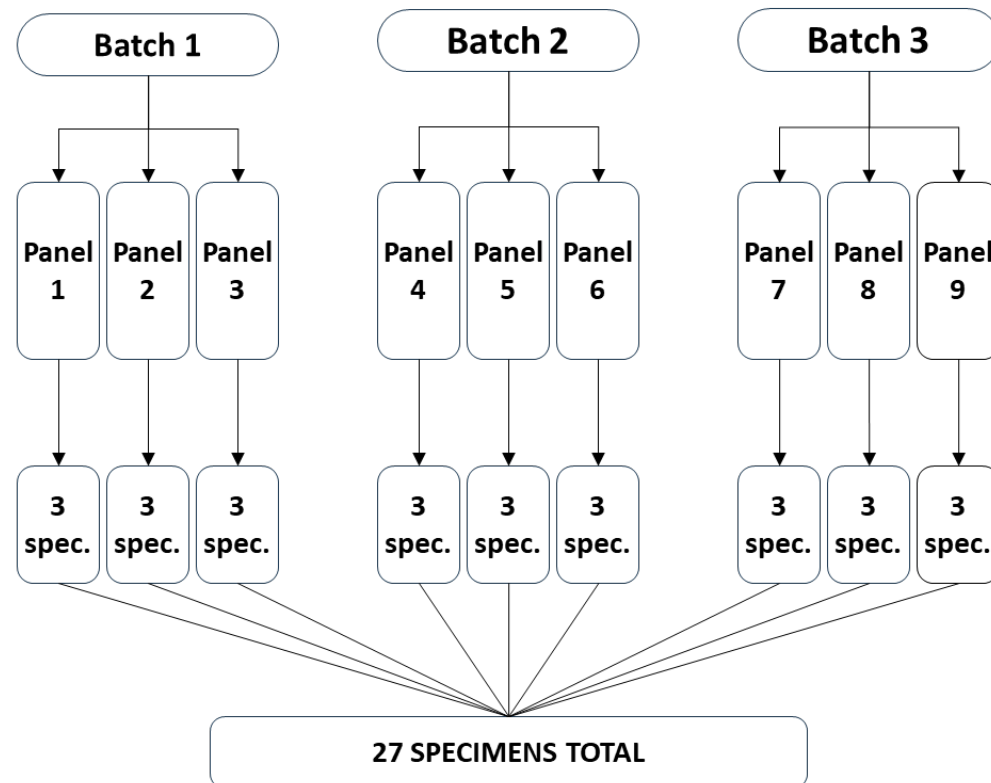 Batch 1
Batch 2
Batch 3
Panel
1
Panel
2
Panel
3
Panel
4
Panel
5
Panel
6
Panel
7
Panel
8
Panel
9
3
spec.
3
spec.
3
spec.
3
spec.
3
spec.
3
spec.
3
spec.
3
spec.
3
spec.
27 SPECIMENS TOTAL